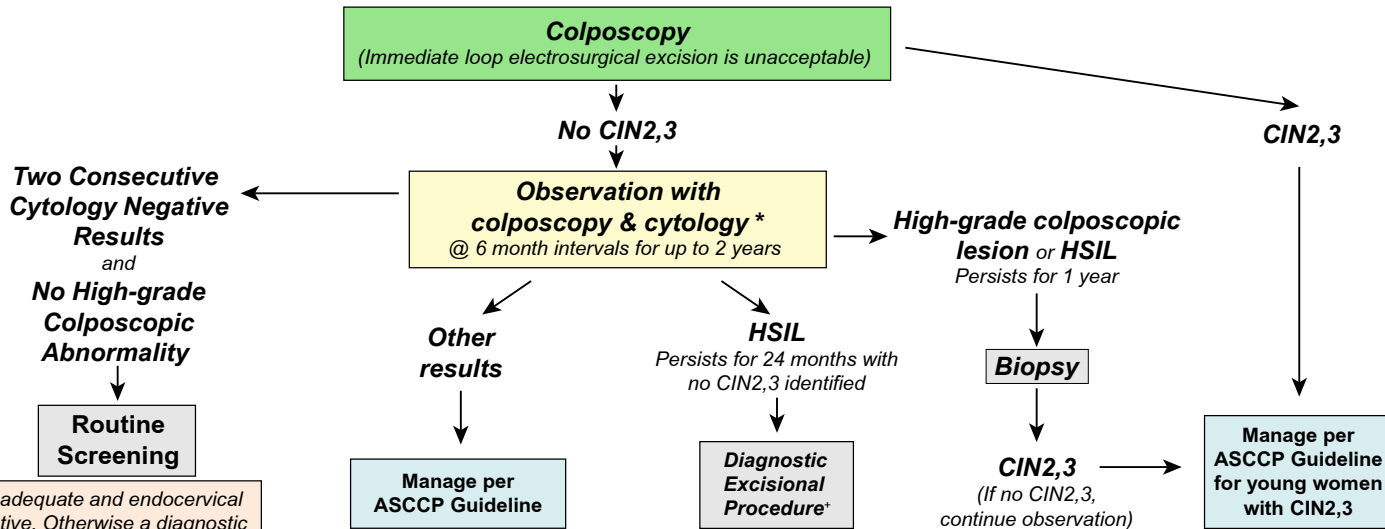 Colposcopy
(Immediate loop electrosurgical excision is unacceptable)
No CIN2,3
CIN2,3
Two Consecutive
Cytology Negative
Results
and
No High-grade
Colposcopic
Abnormality
Observation with
colposcopy & cytology *
@ 6 month intervals for up to 2 years
High-grade colposcopic
lesion or HSIL
Persists for 1 year
Other
results
HSIL
Persists for 24 months with
no CIN2,3 identified
Biopsy
Routine
Screening
Manage per
ASCCP Guideline
Diagnostic
Excisional
Procedure+
CIN2,3
(If no CIN2,3,
continue observation)
Manage per
ASCCP Guideline
for young women
with CIN2,3
adequate and endocervical
Otherwise a diagnostic